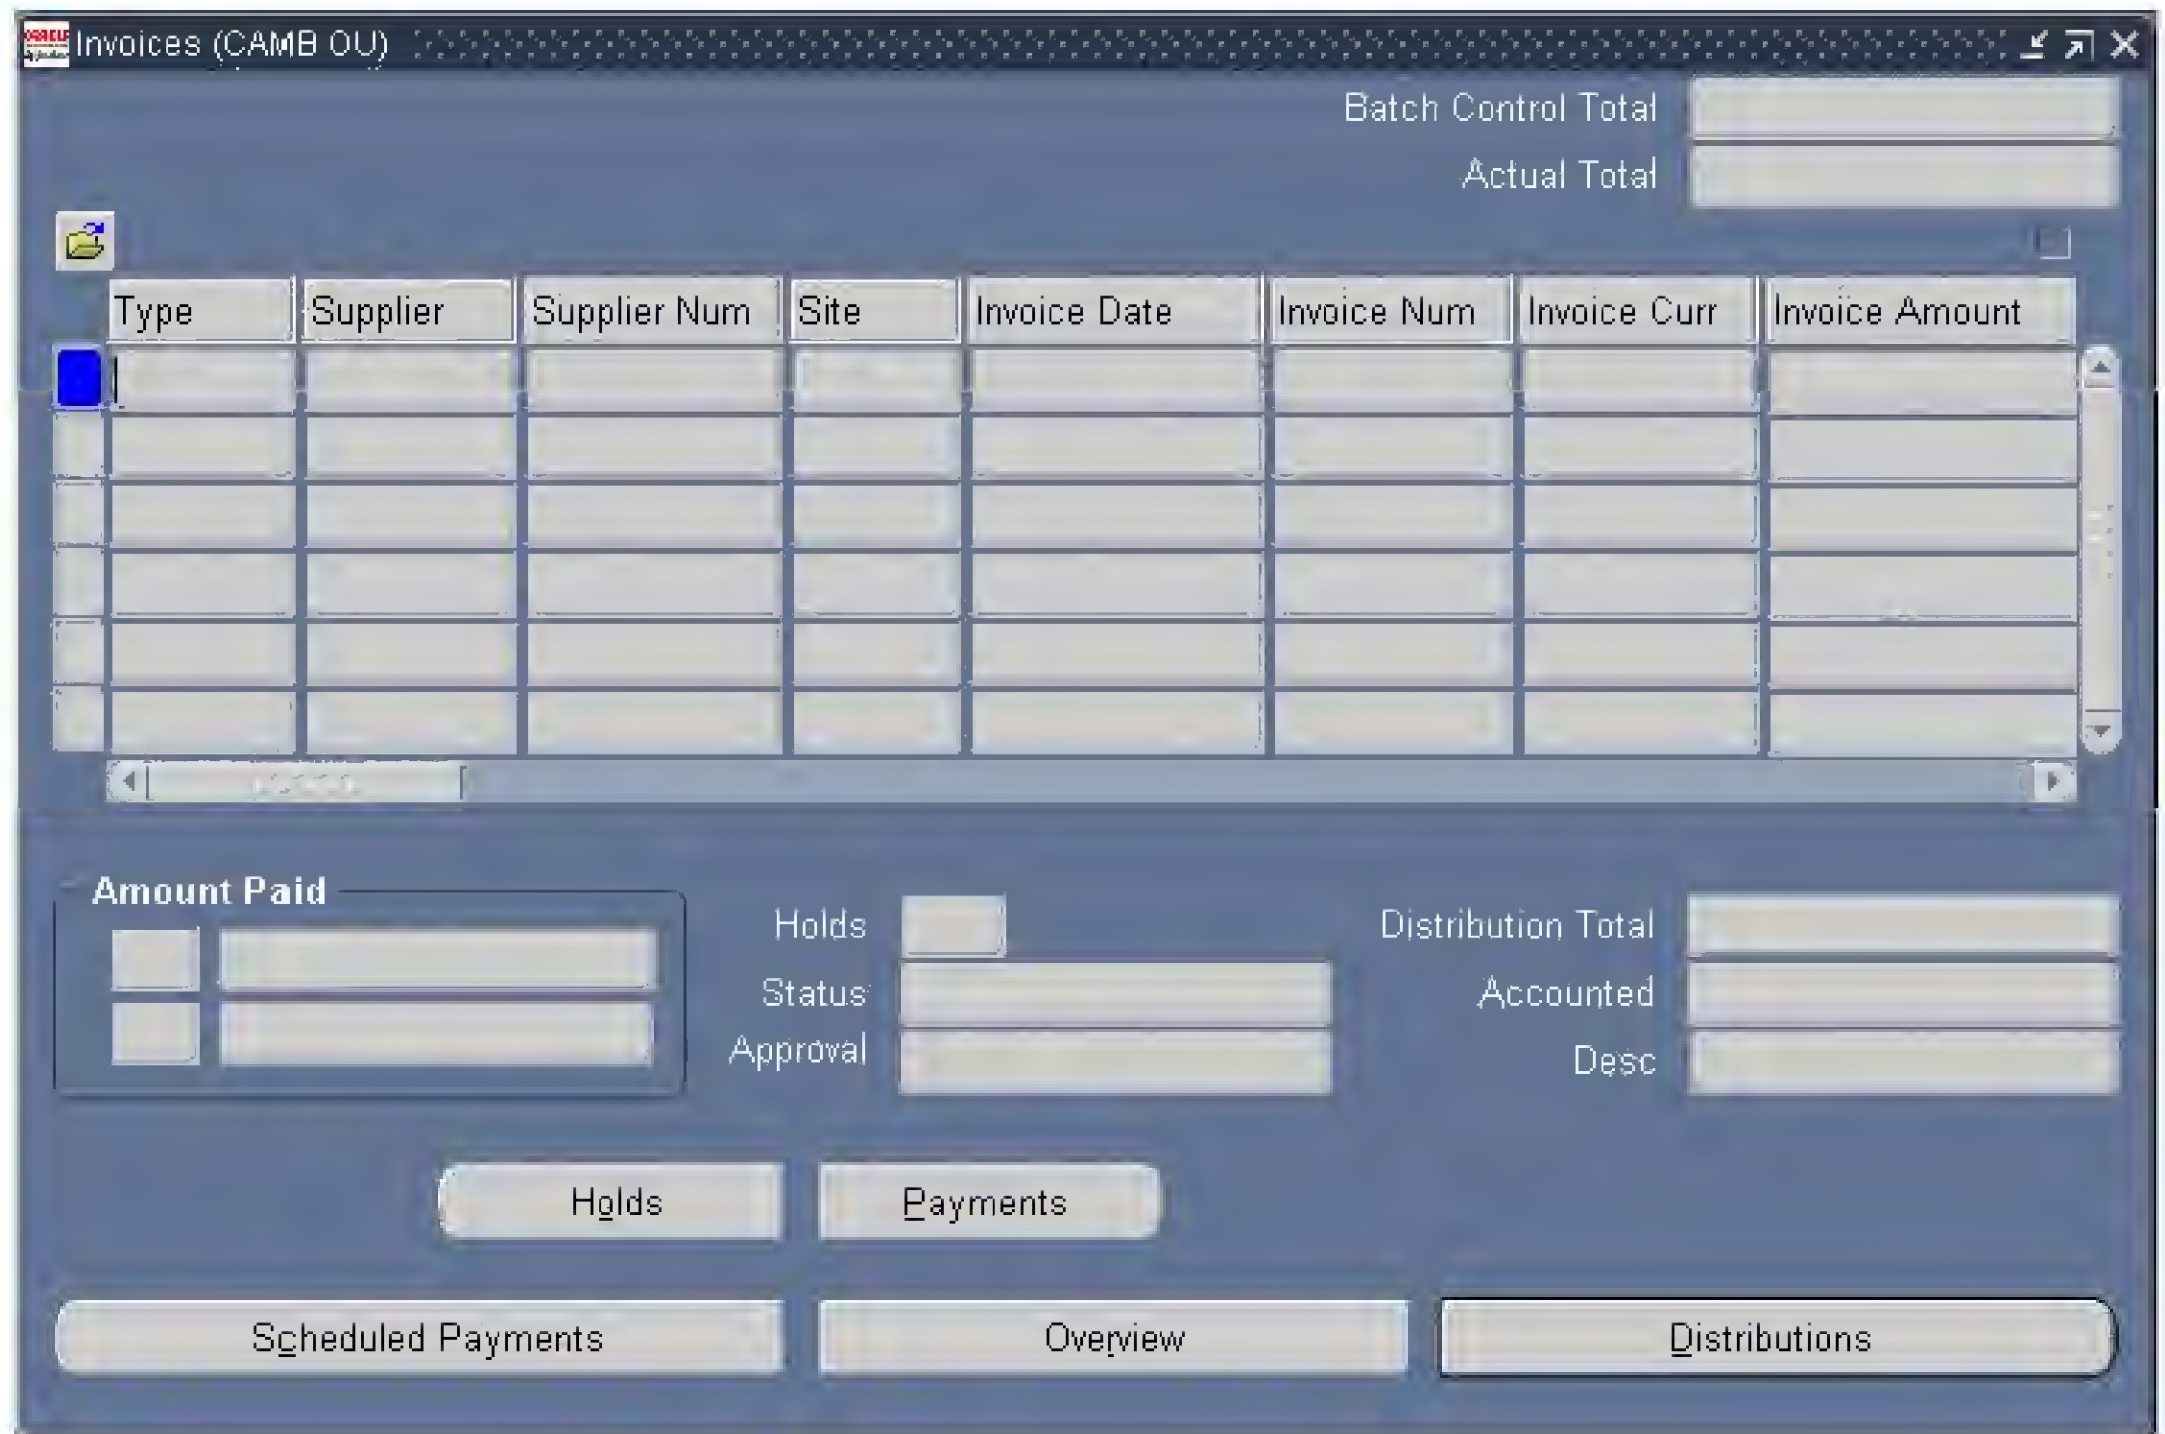 ORACLE
Invoices (CAMB OU)
Batch Control Total
Actual Total
Type Supplier Supplier Num Site Invoice Date Invoice Num Invoice Curr Invoice Amount
Amount Paid
Holds
Distribution Total
Status
Accounted
Approval
Desc
Holds Payments
Scheduled Payments Overview Distributions